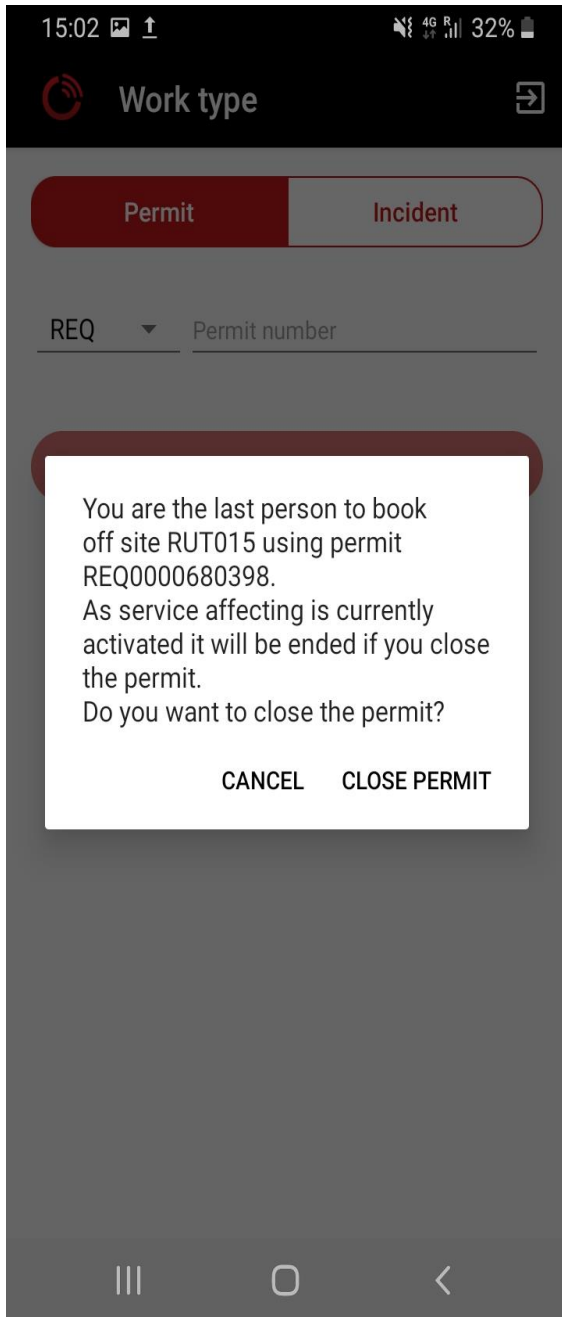 15:02 4G R 32%
Work type
Permit Incident
REQ Permit number
You are the last person to book
off site RUT015 using permit
REQ0000680398.
As service affecting is currently
activated it will be ended if you close
the permit.
Do you want to close the permit?
CANCEL CLOSE PERMIT